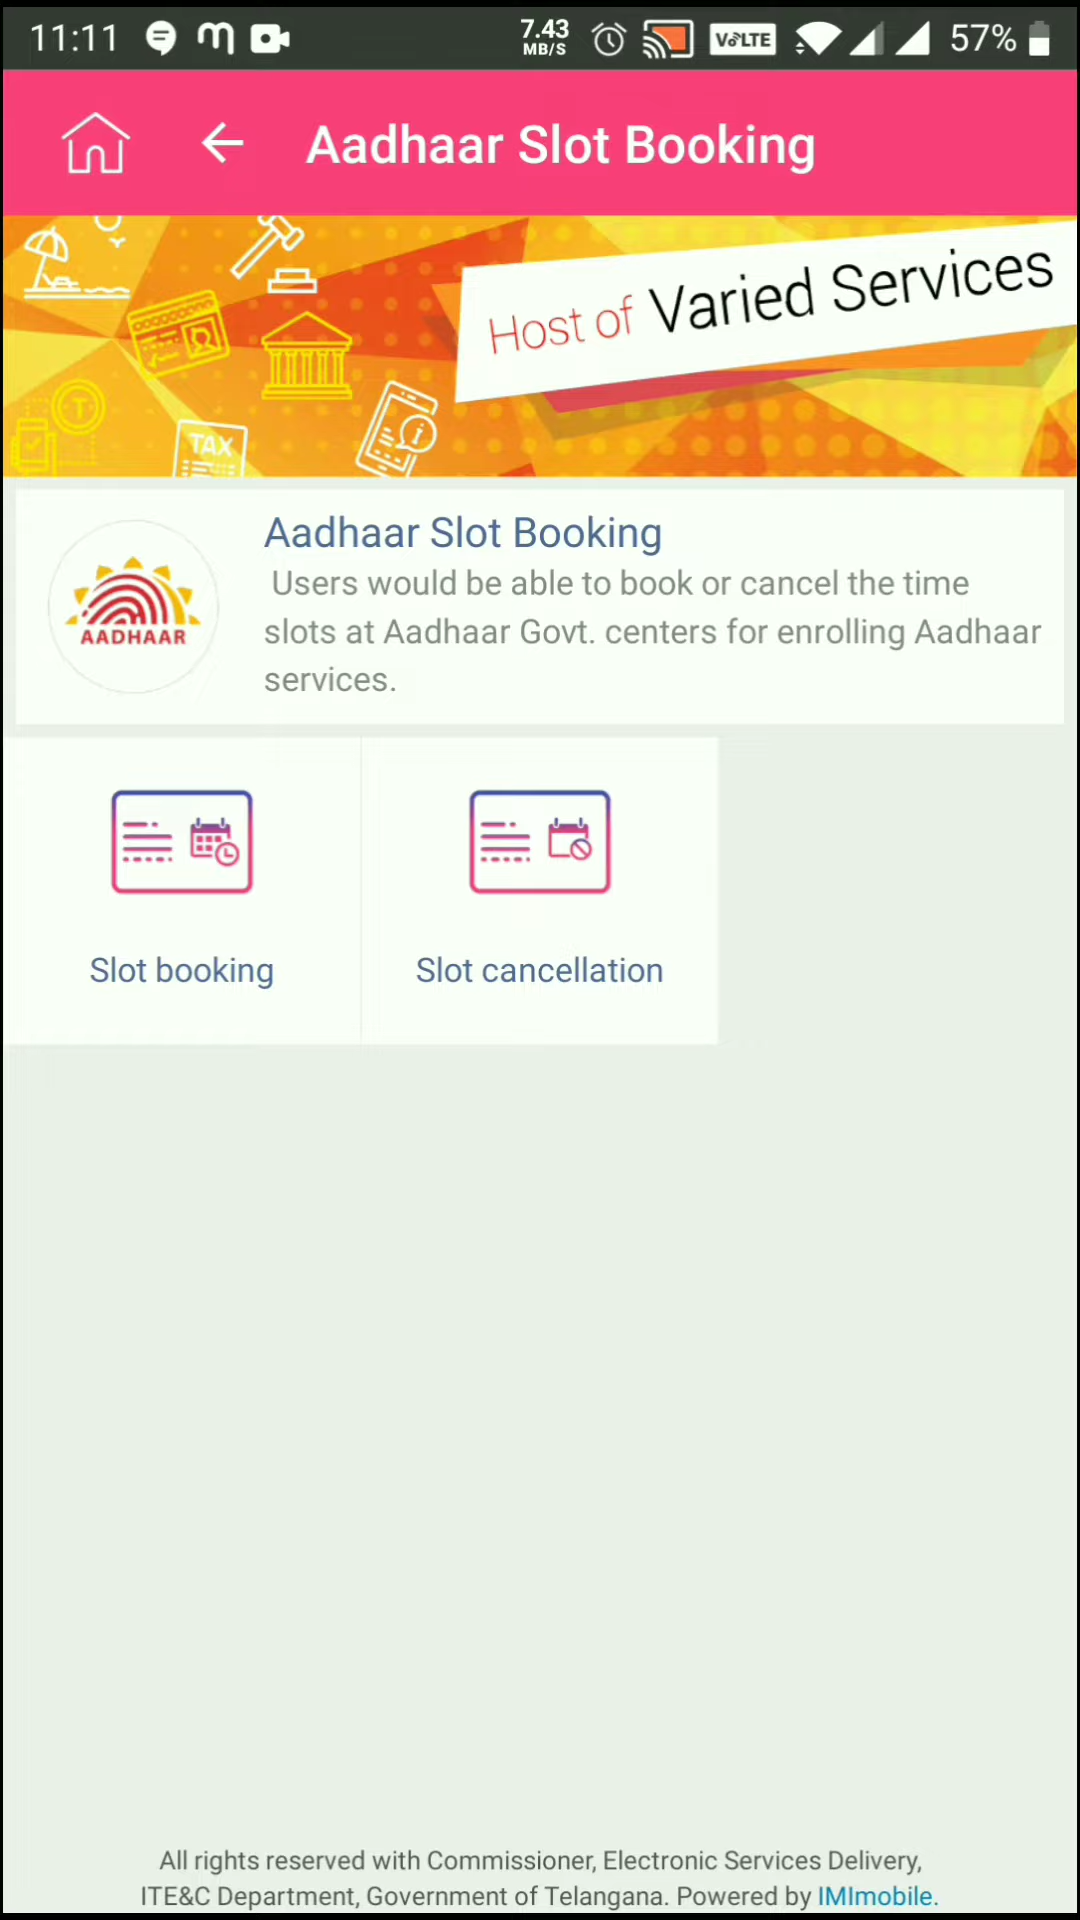 11:11 7.43 MB/S VoLTE 57%
Aadhaar Slot Booking
Host of Varied Services
TAX
Aadhaar Slot Booking
AADHAAR
Users would be able to book or cancel the time
slots at Aadhaar Govt. centers for enrolling Aadhaar
services.
Slot booking
Slot cancellation
All rights reserved with Commissioner, Electronic Services Delivery,
ITE&C Department, Government of Telangana. Powered by IMImobile.